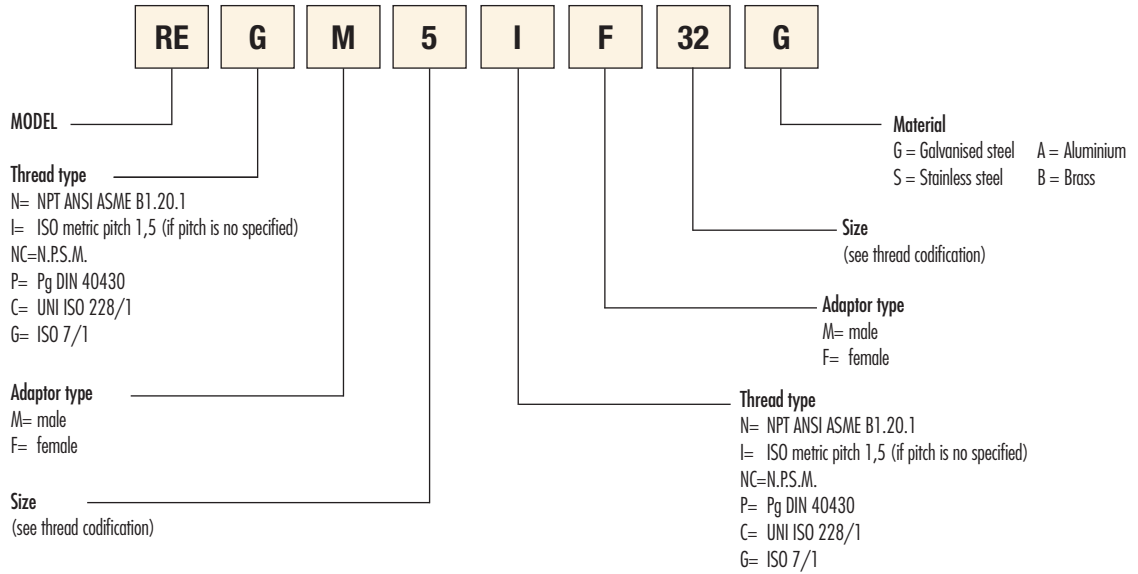 RE G M 5 I F 32 G
MODEL
Thread type
N= NPT ANSI ASME B1.20.1
I= ISO metric pitch 1,5 (if pitch is no specified)
NC=N.P.S.M.
P= Pg DIN 40430
C= UNI ISO 228/1
G= ISO 7/1
Adaptor type
M= male
F= female
Size
(see thread codification)
Material
G = Galvanised steel A = Aluminium
S = Stainless steel B = Brass
Size
(see thread codification)
Adaptor type
M= male
F= female
Thread type
N= NPT ANSI ASME B1.20.1
I= ISO metric pitch 1,5 (if pitch is no specified)
NC=N.P.S.M.
P= Pg DIN 40430
C= UNI ISO 228/1
G= ISO 7/1